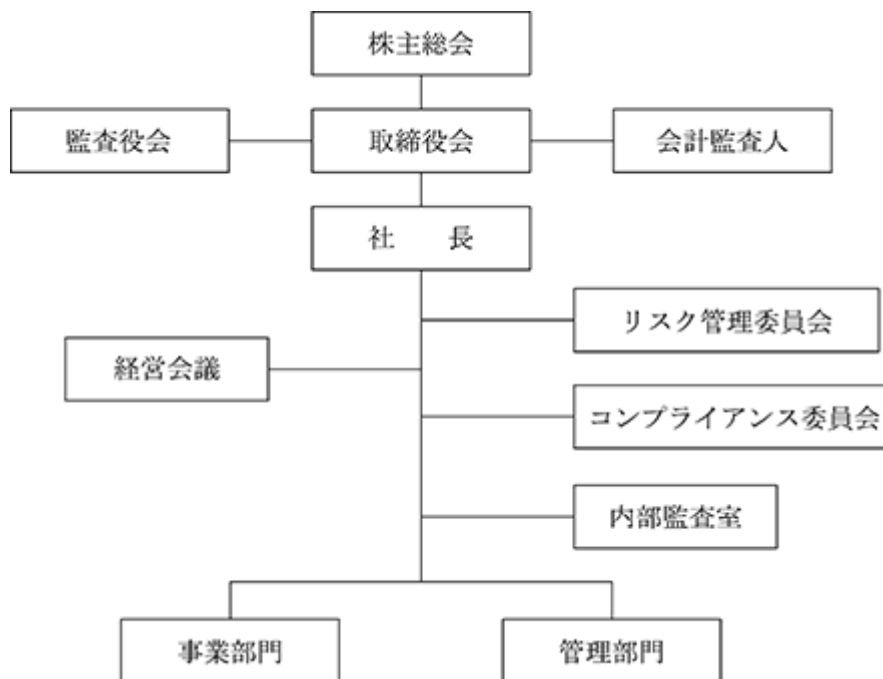 株主総会
監査役会
取締役会
会計監査人
社　　長
リスク管理委員会
経営会議
コンプライアンス委員会
内部監査室
事業部門
管理部門